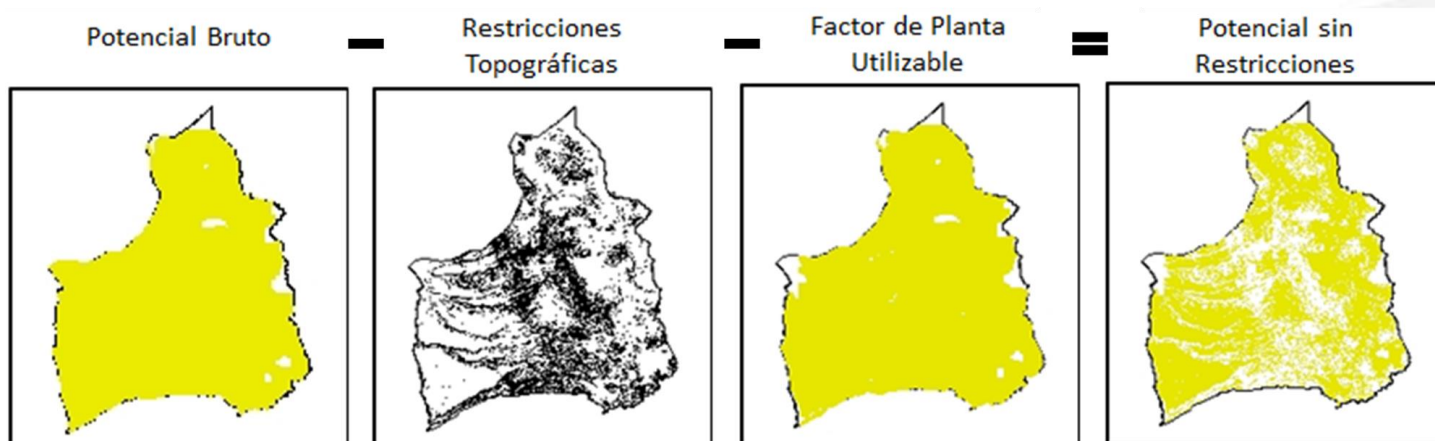 Potencial Bruto
Restricciones
Topográficas
Factor de Planta
Utilizable
Potencial sin
Restricciones